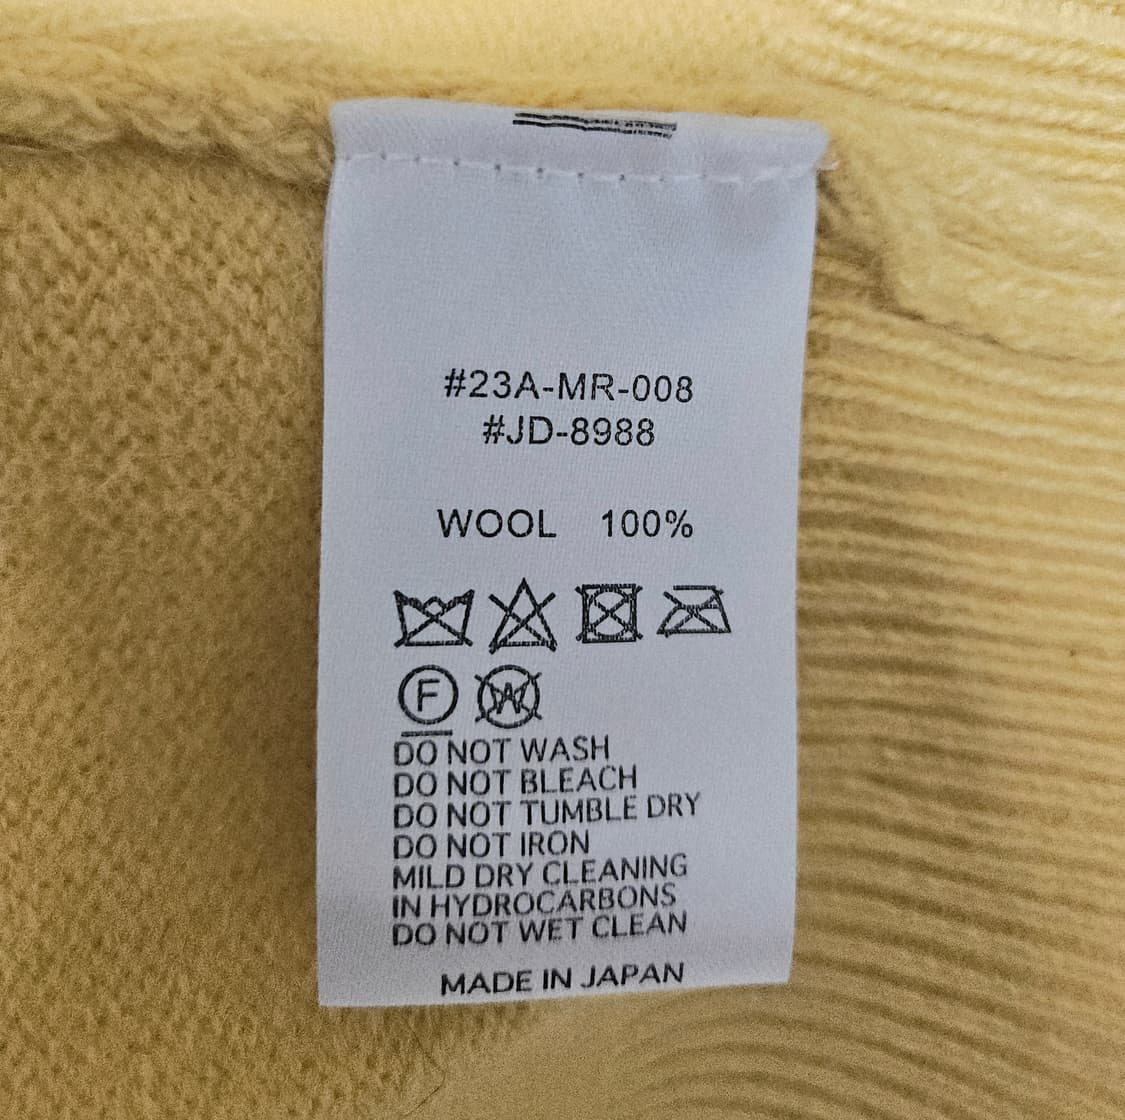 #23A-MR-008
#JD-8988
WOOL 100%
F W
DO NOT WASH
DO NOT BLEACH
DO NOT TUMBLE DRY
DO NOT IRON
MILD DRY CLEANING
IN HYDROCARBONS
DO NOT WET CLEAN
MADE IN JAPAN